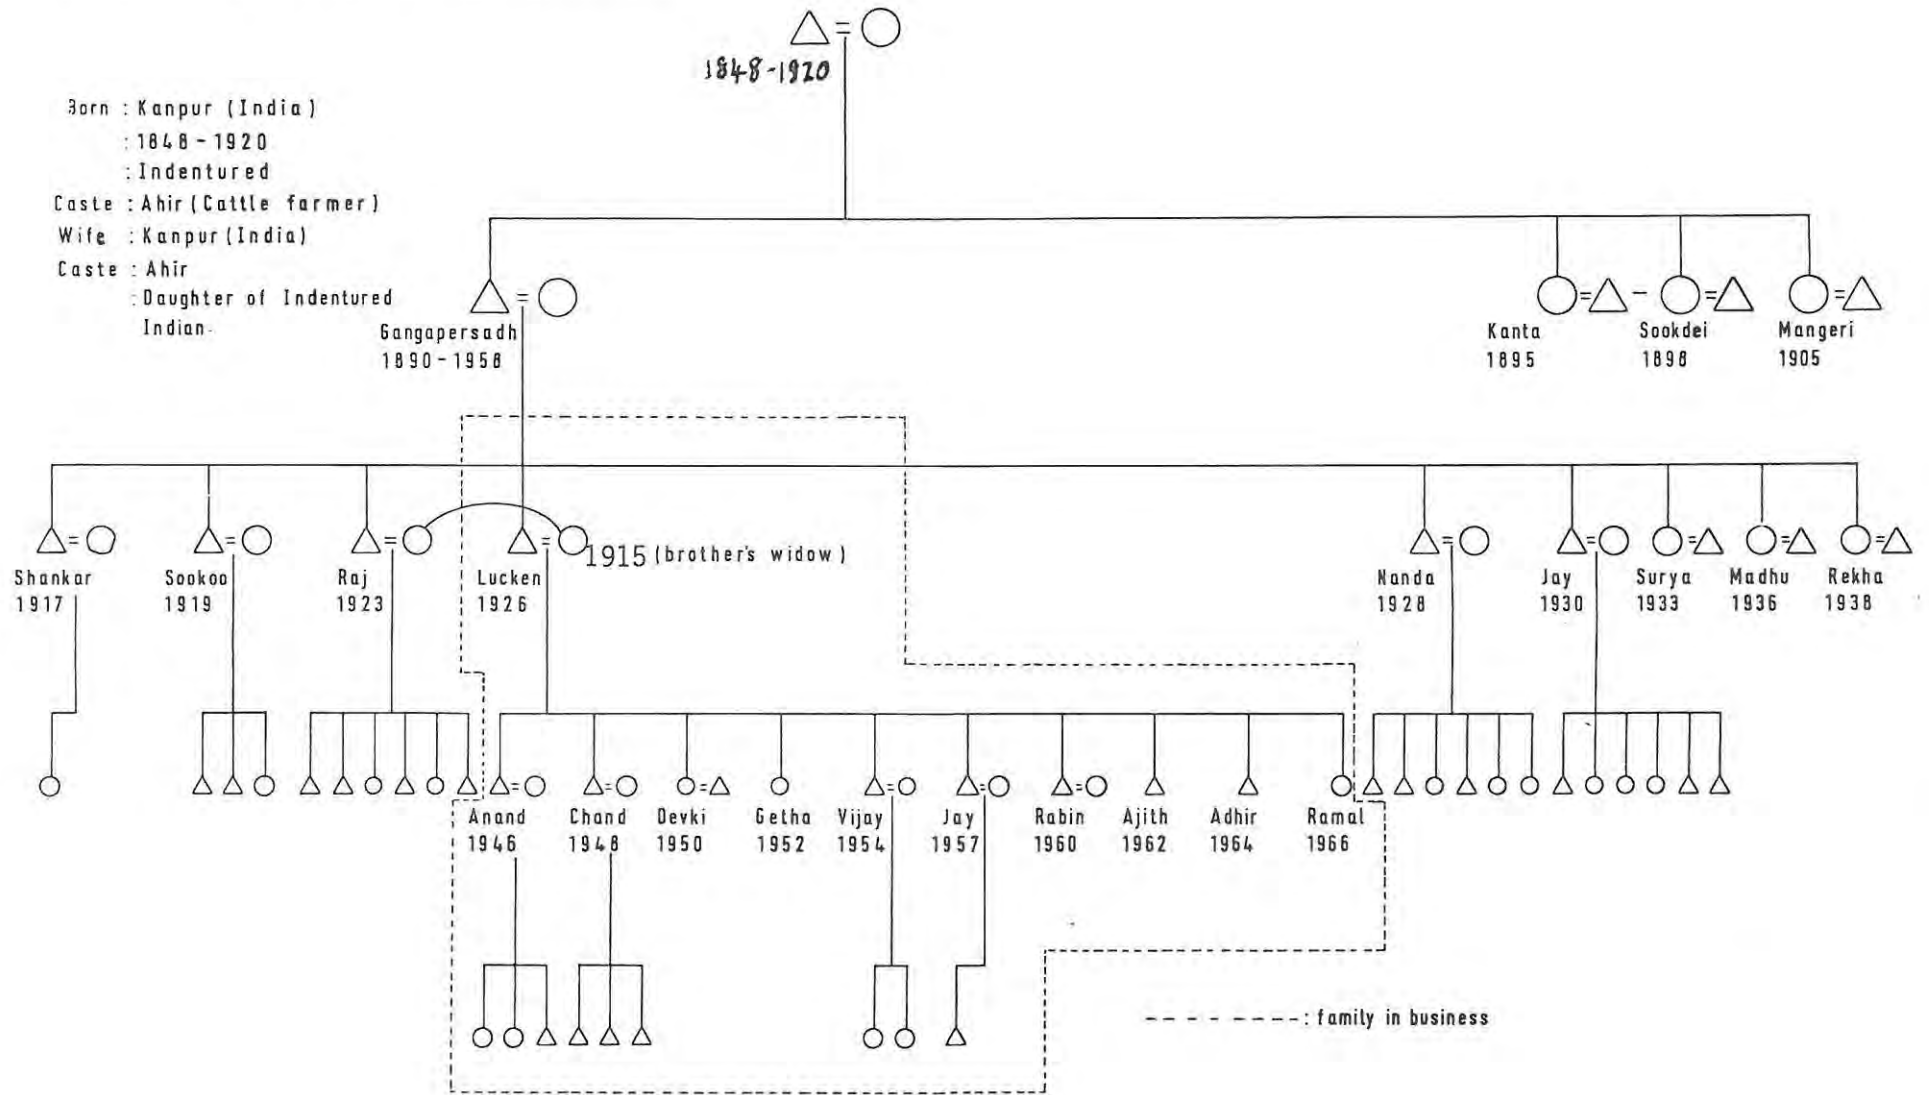 1848-1920
Born : Kanpur (India)
: 1848 - 1920
: Indentured
Caste : Ahir (Cattle farmer)
Wife : Kanpur (India)
Caste : Ahir
: Daughter of Indentured
Indian
Gangapersadh
1890-1958
Kanta
1895
Sookdei
1898
Mangeri
1905
Shankar
1917
Sookoo
1919
Raj
1923
Lucken
1926
1915 (brother's widow)
Nanda
1928
Jay
1930
Surya
1933
Madhu
1936
Rekha
1938
Anand
1946
Chand
1948
Devki
1950
Getha
1952
Vijay
1954
Jay
1957
Rabin
1960
Ajith
1962
Adhir
1964
Ramal
1966
: family in business